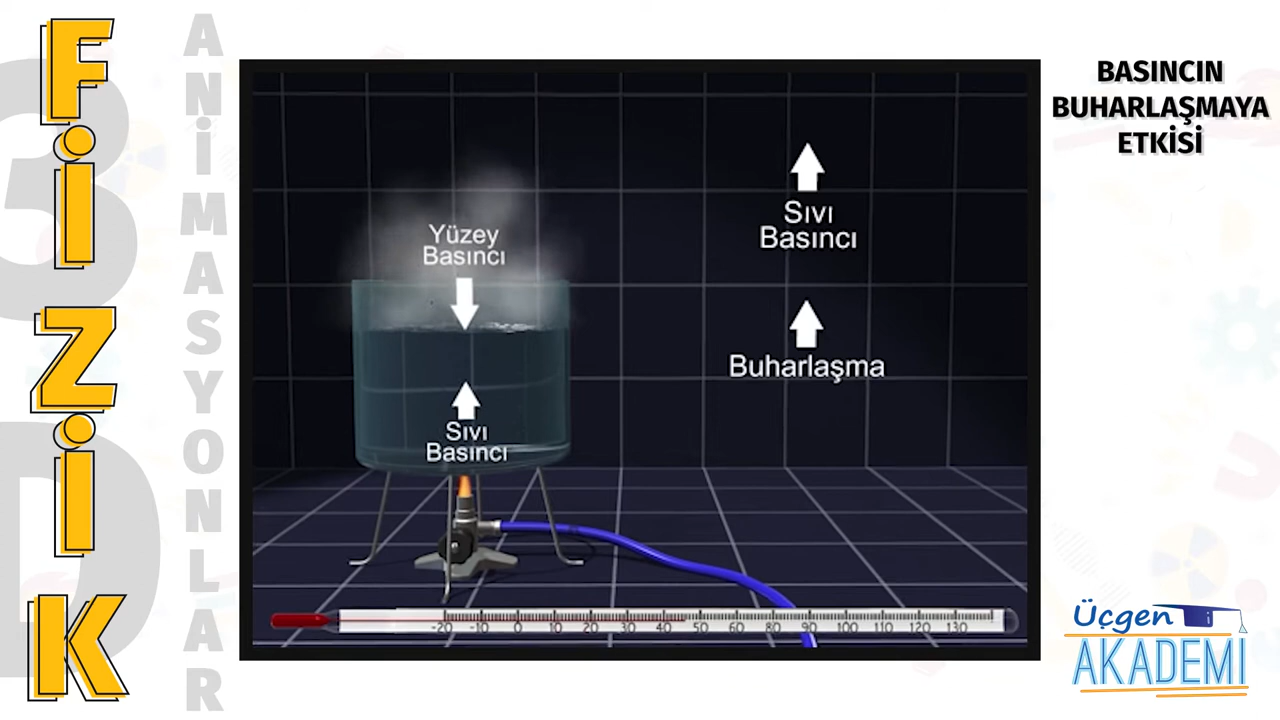 FİZİK
3D
ANİMASYONLAR
BASINCIN
BUHARLAŞMAYA
ETKİSİ
Yüzey
Basıncı
Sıvı
Basıncı
Sıvı
Basıncı
Buharlaşma
-20 -10 0 10 20 30 40 50 60 70 80 90 100 110 120 130
Üçgen
AKADEMİ